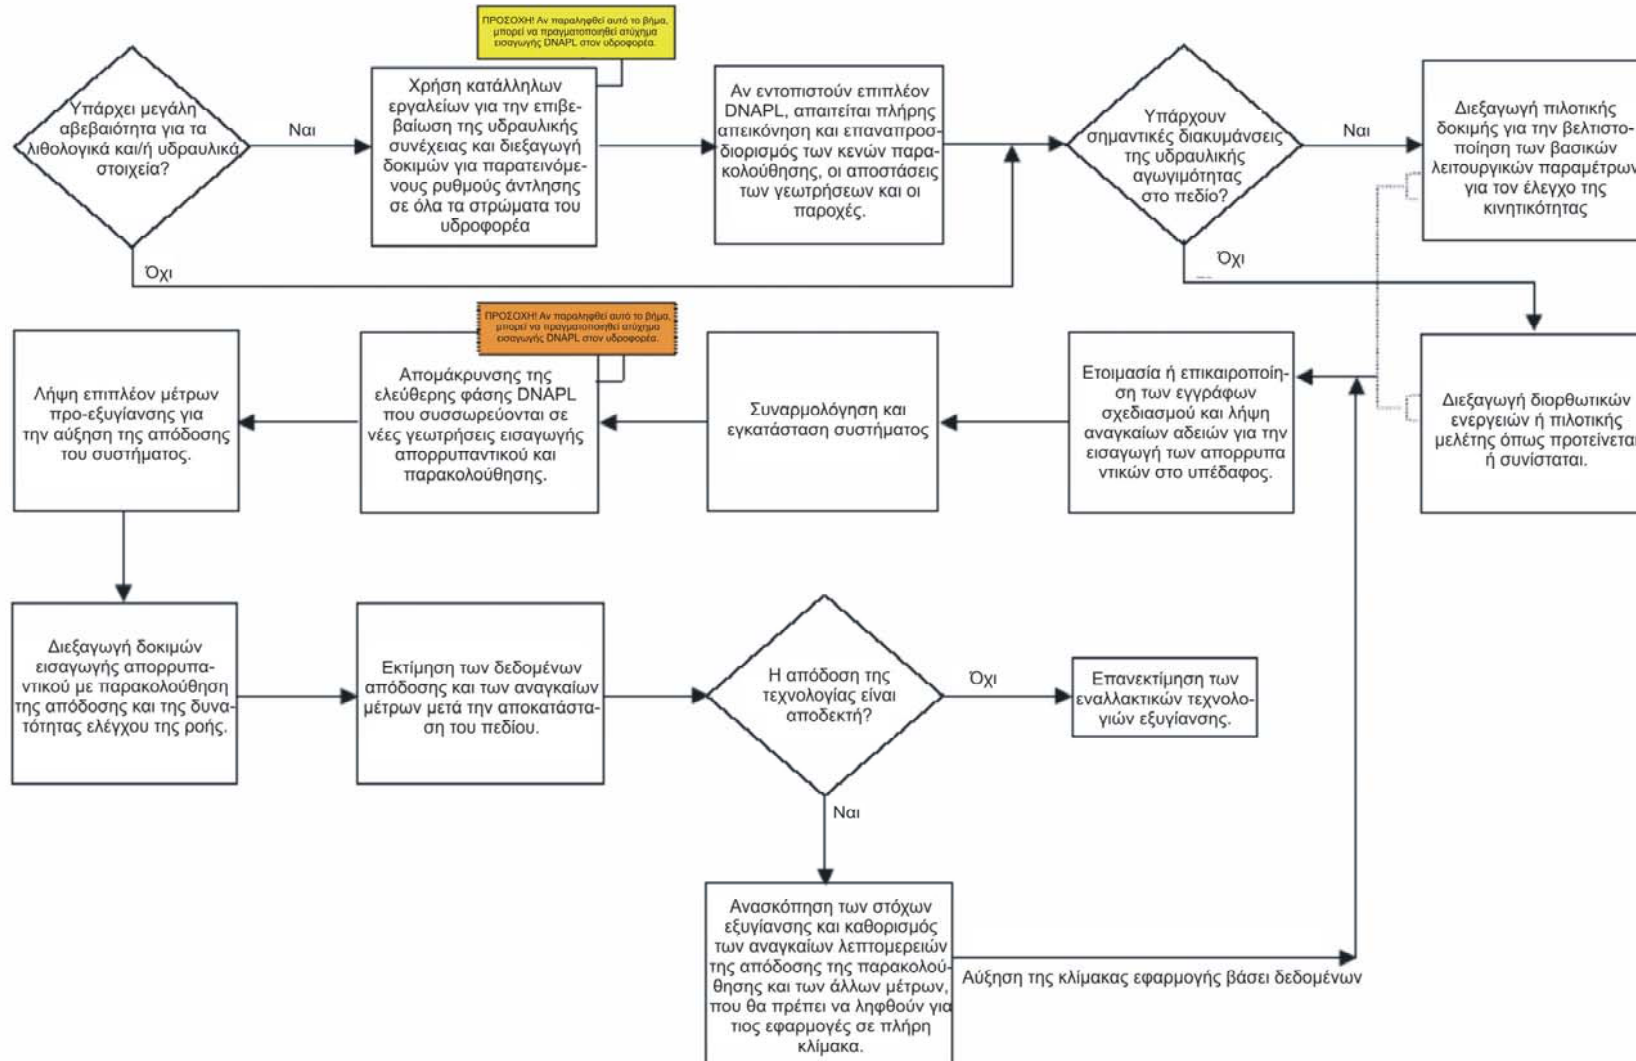 ΠΡΟΣΟΧΗ! Αν παραληφθεί αυτό το βήμα,
μπορεί να πραγματοποιηθεί ατύχημα
εισαγωγής DNAPL στον υδροφορέα.
Υπάρχει μεγάλη
αβεβαιότητα για τα
λιθολογικά και/ή υδραυλικά
στοιχεία?
Ναι
Όχι
Χρήση κατάλληλων
εργαλείων για την επιβε-
βαίωση της υδραυλικής
συνέχειας και διεξαγωγή
δοκιμών για παρατεινόμε-
νους ρυθμούς άντλησης
σε όλα τα στρώματα του
υδροφορέα
Αν εντοπιστούν επιπλέον
DNAPL, απαιτείται πλήρης
απεικόνηση και επαναπροσ-
διορισμός των κενών παρα-
κολούθησης, οι αποστάσεις
των γεωτρήσεων και οι
παροχές.
Υπάρχουν
σημαντικές διακυμάνσεις
της υδραυλικής
αγωγιμότητας
στο πεδίο?
Ναι
Όχι
Διεξαγωγή πιλοτικής
δοκιμής για την βελτιστο-
ποίηση των βασικών
λειτουργικών παραμέτρων
για τον έλεγχο της
κινητικότητας
Διεξαγωγή διορθωτικών
ενεργειών ή πιλοτικής
μελέτης όπως προτείνεται
ή συνίσταται.
Ετοιμασία ή επικαιροποίη-
ση των εγγράφων
σχεδιασμού και λήψη
αναγκαίων αδειών για την
εισαγωγή των απορρυπα
ντικών στο υπέδαφος.
Συναρμολόγηση και
εγκατάσταση συστήματος
ΠΡΟΣΟΧΗ! Αν παραληφθεί αυτό το βήμα,
μπορεί να πραγματοποιηθεί ατύχημα
εισαγωγής DNAPL στον υδροφορέα.
Απομάκρυνσης της
ελεύθερης φάσης DNAPL
που συσσωρεύονται σε
νέες γεωτρήσεις εισαγωγής
απορρυπαντικού και
παρακολούθησης.
Λήψη επιπλέον μέτρων
προ-εξυγίανσης για
την αύξηση της απόδοσης
του συστήματος.
Διεξαγωγή δοκιμών
εισαγωγής απορρυπα-
ντικού με παρακολούθηση
της απόδοσης και της δυνα-
τότητας ελέγχου της ροής.
Εκτίμηση των δεδομένων
απόδοσης και των αναγκαίων
μέτρων μετά την αποκατάστα-
ση του πεδίου.
Η απόδοση της
τεχνολογίας είναι
αποδεκτή?
Όχι
Ναι
Επανεκτίμηση των
εναλλακτικών τεχνολο-
γιών εξυγίανσης.
Ανασκόπηση των στόχων
εξυγίανσης και καθορισμός
των αναγκαίων λεπτομερειών
της απόδοσης της παρακολού-
θησης και των άλλων μέτρων,
που θα πρέπει να ληφθούν για
τιος εφαρμογές σε πλήρη
κλίμακα.
Αύξηση της κλίμακας εφαρμογής βάσει δεδομένων